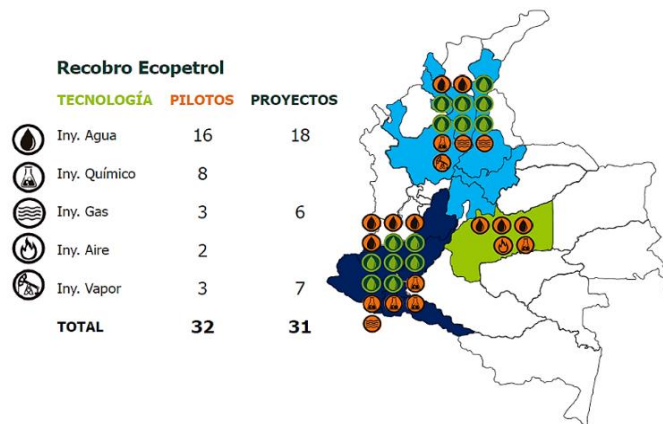 Recobro Ecopetrol
TECNOLOGÍA PILOTOS PROYECTOS
Iny. Agua 16 18
Iny. Químico 8
Iny. Gas 3 6
Iny. Aire 2
Iny. Vapor 3 7
TOTAL 32 31